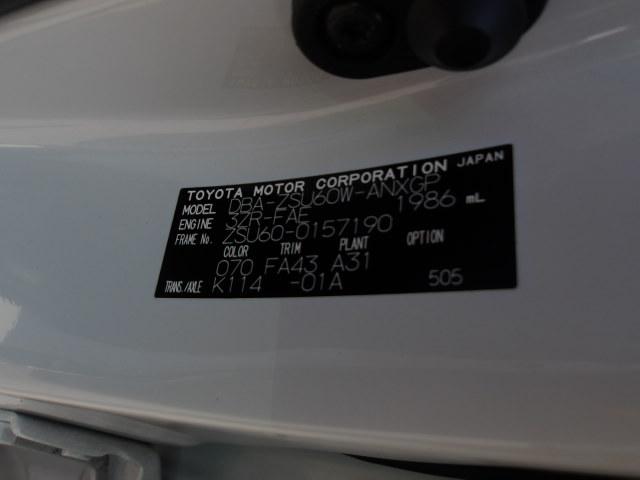 TOYOTA MOTOR CORPORATION JAPAN
MODEL DBA-ZSU60W-ANXGP
ENGINE 3ZR-FAE 1986 mL
FRAME No. ZSU60-0157190
COLOR TRIM PLANT OPTION
070 FA43 A31
TRANS./AXLE K114 -01A 505